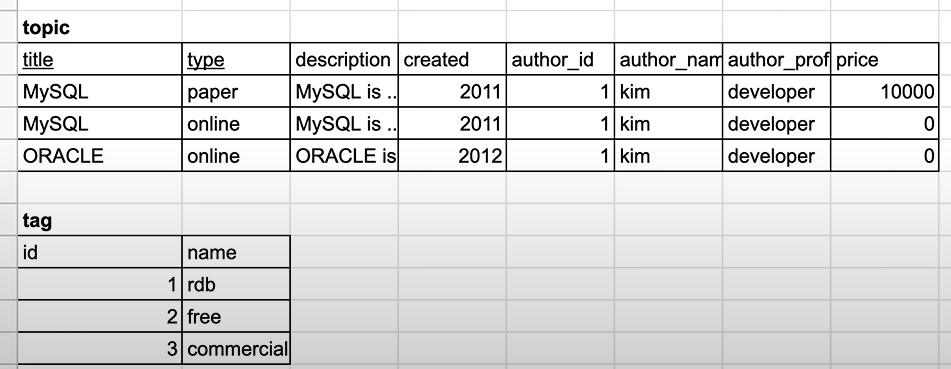 topic
title type description created author_id author_nam author_prof price
MySQL paper MySQL is .. 2011 1 kim developer 10000
MySQL online MySQL is .. 2011 1 kim developer 0
ORACLE online ORACLE is 2012 1 kim developer 0
tag
id name
1 rdb
2 free
3 commercial